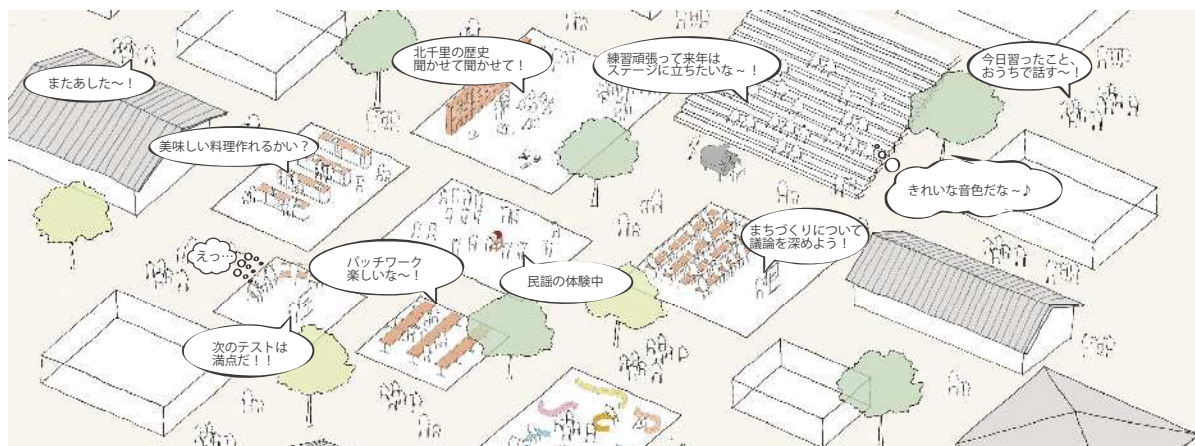 またあした～！
北千里の歴史
聞かせて聞かせて！
練習頑張って来年は
ステージに立ちたいな～！
今日習ったこと、
おうちで話す～！
美味しい料理作れるかい？
きれいな音色だな～♪
えっ…
パッチワーク
楽しいな～！
民謡の体験中
まちづくりについて
議論を深めよう！
次のテストは
満点だ！！